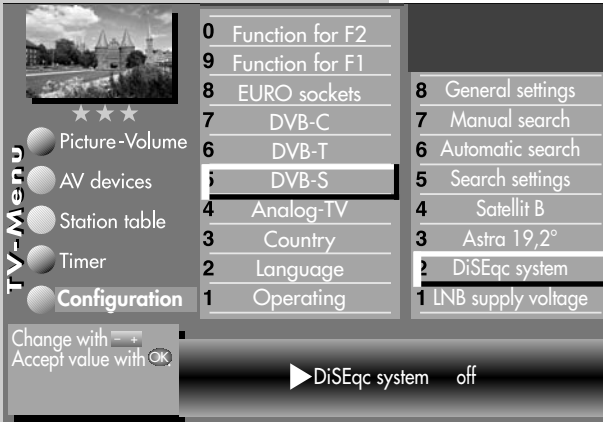 TV-Menu
Picture-Volume
AV devices
Station table
Timer
Configuration
0 Function for F2
9 Function for F1
8 EURO sockets
7 DVB-C
6 DVB-T
5 DVB-S
4 Analog-TV
3 Country
2 Language
1 Operating
8 General settings
7 Manual search
6 Automatic search
5 Search settings
4 Satellit B
3 Astra 19,2°
2 DiSEqc system
1 LNB supply voltage
Change with - +
Accept value with OK.
DiSEqc system off